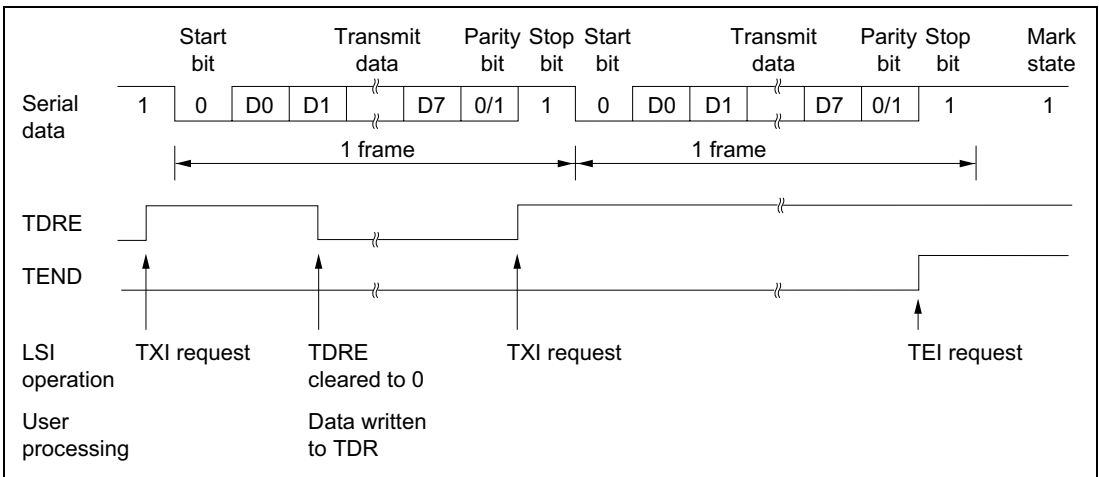 Start Transmit Parity Stop Start Transmit Parity Stop Mark
bit data bit bit bit data bit bit state
Serial data 1 0 D0 D1 D7 0/1 1 0 D0 D1 D7 0/1 1 1
1 frame 1 frame
TDRE
TEND
LSI TXI request TDRE TXI request TEI request
operation cleared to 0
User Data written
processing to TDR